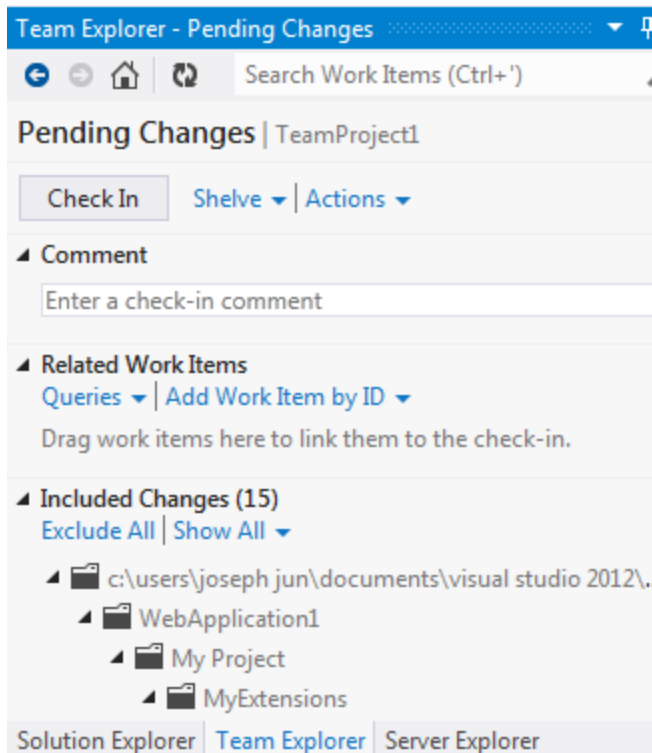 Team Explorer - Pending Changes
Search Work Items (Ctrl+')
Pending Changes | TeamProject1
Check In Shelve | Actions
Comment
Enter a check-in comment
Related Work Items
Queries | Add Work Item by ID
Drag work items here to link them to the check-in.
Included Changes (15)
Exclude All | Show All
c:\users\joseph jun\documents\visual studio 2012\..
WebApplication1
My Project
MyExtensions
Solution Explorer Team Explorer Server Explorer